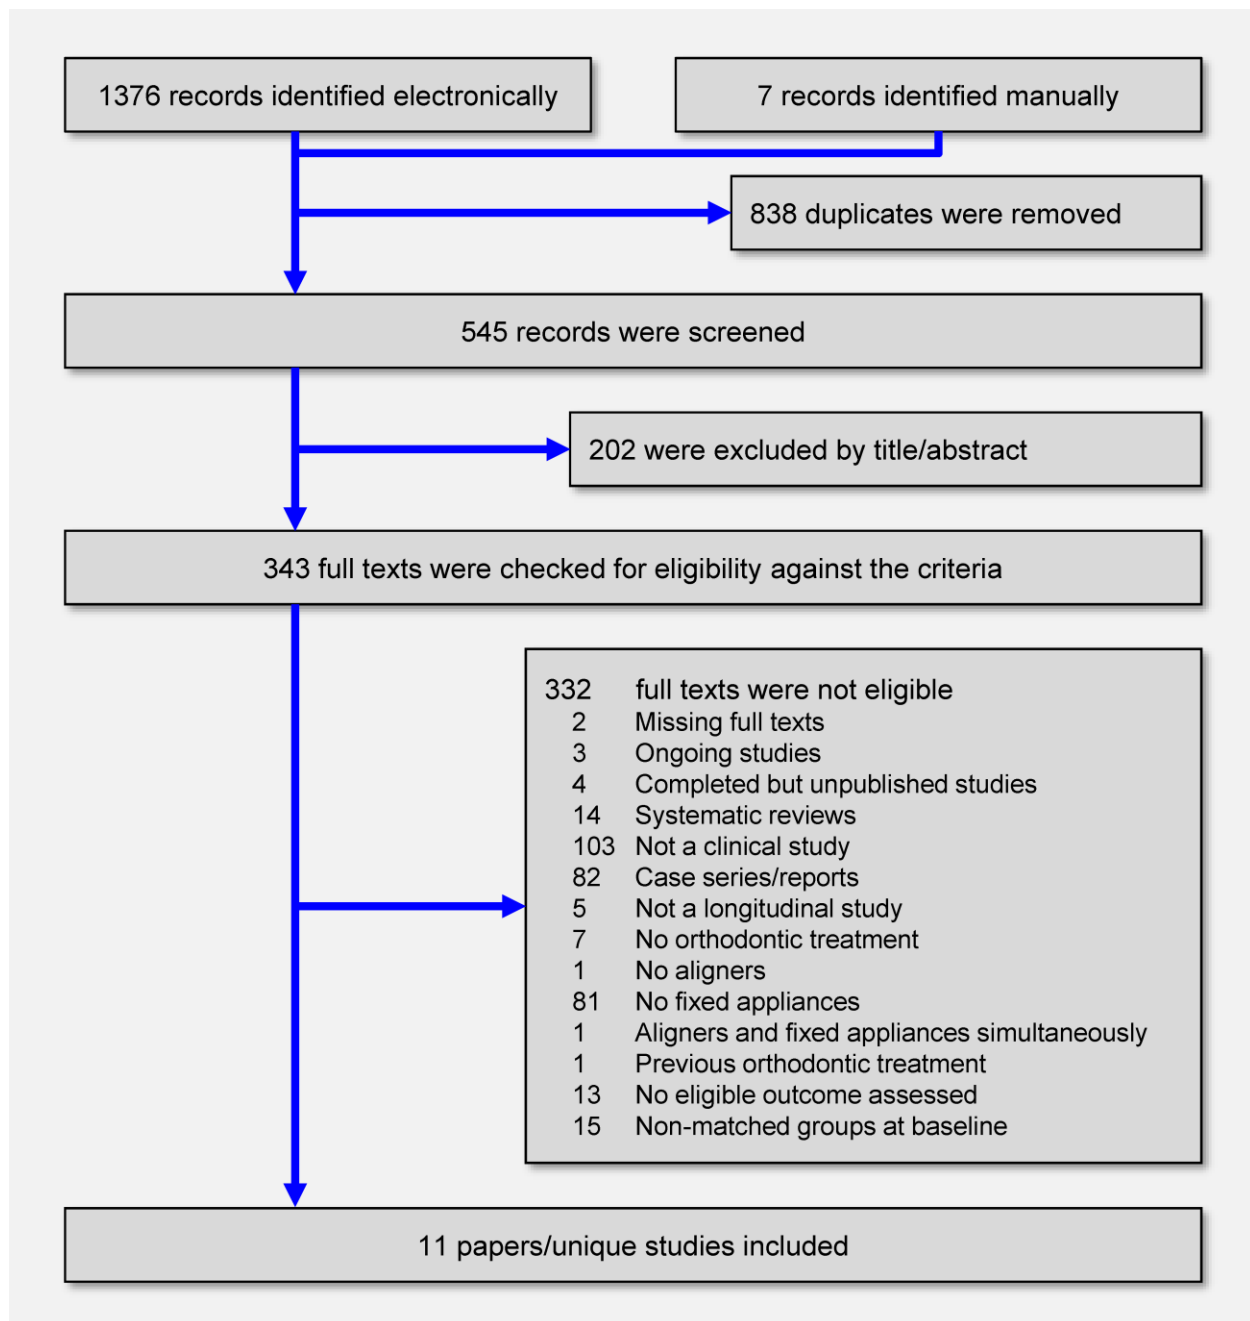 1376 records identified electronically
7 records identified manually
838 duplicates were removed
545 records were screened
202 were excluded by title/abstract
343 full texts were checked for eligibility against the criteria
332 full texts were not eligible
2 Missing full texts
3 Ongoing studies
4 Completed but unpublished studies
14 Systematic reviews
103 Not a clinical study
82 Case series/reports
5 Not a longitudinal study
7 No orthodontic treatment
1 No aligners
81 No fixed appliances
1 Aligners and fixed appliances simultaneously
1 Previous orthodontic treatment
13 No eligible outcome assessed
15 Non-matched groups at baseline
11 papers/unique studies included